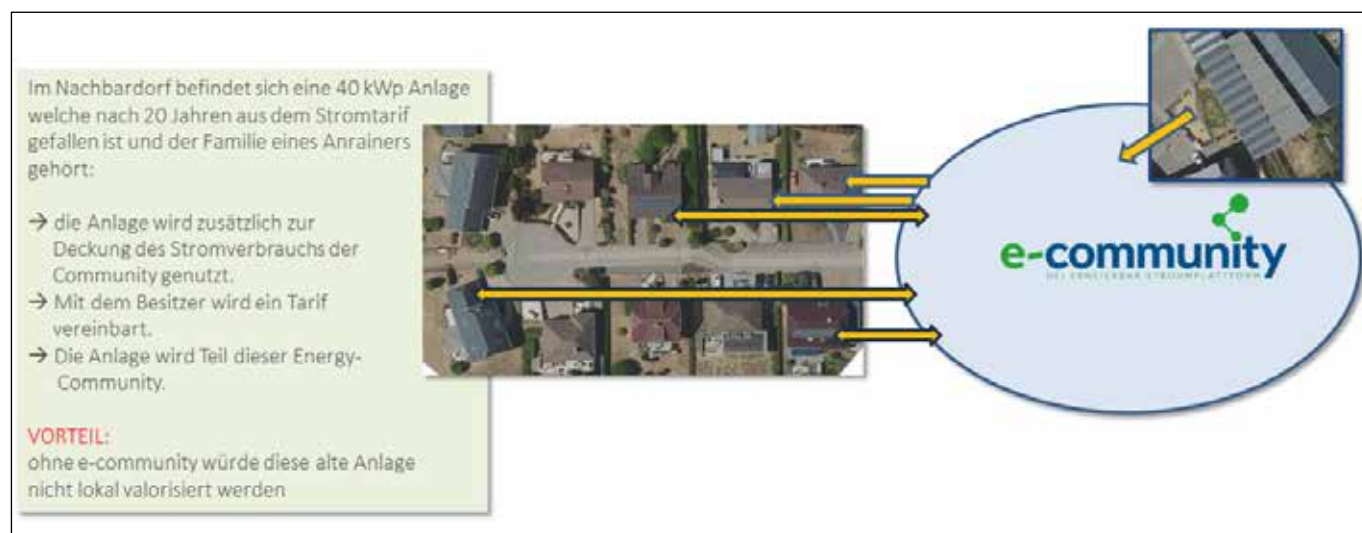 Im Nachbardorf befindet sich eine 40 kWp Anlage
welche nach 20 Jahren aus dem Stromtarif
gefallen ist und der Familie eines Anrainers
gehört:
→ die Anlage wird zusätzlich zur
Deckung des Stromverbrauchs der
Community genutzt.
→ Mit dem Besitzer wird ein Tarif
vereinbart.
→ Die Anlage wird Teil dieser Energy-
Community.
VORTEIL:
ohne e-community würde diese alte Anlage
nicht lokal valorisiert werden
e-community